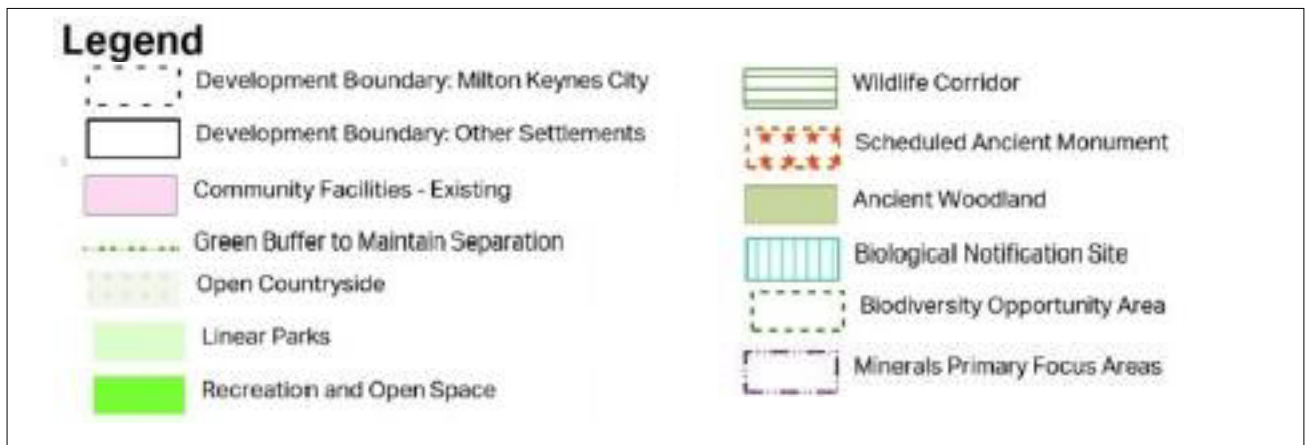 Legend
Development Boundary: Milton Keynes City
Development Boundary: Other Settlements
Community Facilities - Existing
Green Buffer to Maintain Separation
Open Countryside
Linear Parks
Recreation and Open Space
Wildlife Corridor
Scheduled Ancient Monument
Ancient Woodland
Biological Notification Site
Biodiversity Opportunity Area
Minerals Primary Focus Areas